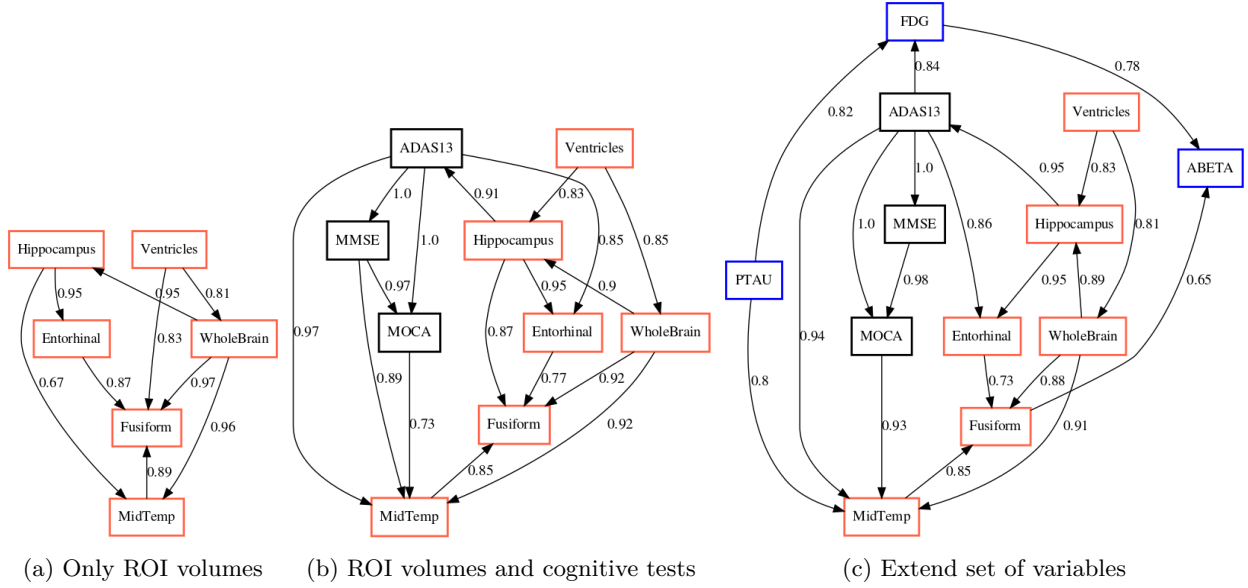 FDG
0.84
0.78
0.82
ADAS13
Ventricles
ABETA
1.0
0.95
0.83
MMSE
Hippocampus
1.0
0.86
0.81
0.65
PTAU
0.98
0.95
0.89
MOCA
Entorhinal
WholeBrain
0.94
0.8
0.73
0.88
0.93
Fusiform
0.91
0.85
MidTemp
(c) Extend set of variables
ADAS13
Ventricles
1.0
0.91
0.83
MMSE
Hippocampus
1.0
0.85
0.85
0.97
0.95
0.9
MOCA
Entorhinal
WholeBrain
0.97
0.87
0.89
0.77
0.92
0.73
Fusiform
0.92
0.85
MidTemp
(b) ROI volumes and cognitive tests
Hippocampus
Ventricles
0.95
0.95
0.81
Entorhinal
WholeBrain
0.83
0.67
0.87
0.97
Fusiform
0.96
0.89
MidTemp
(a) Only ROI volumes